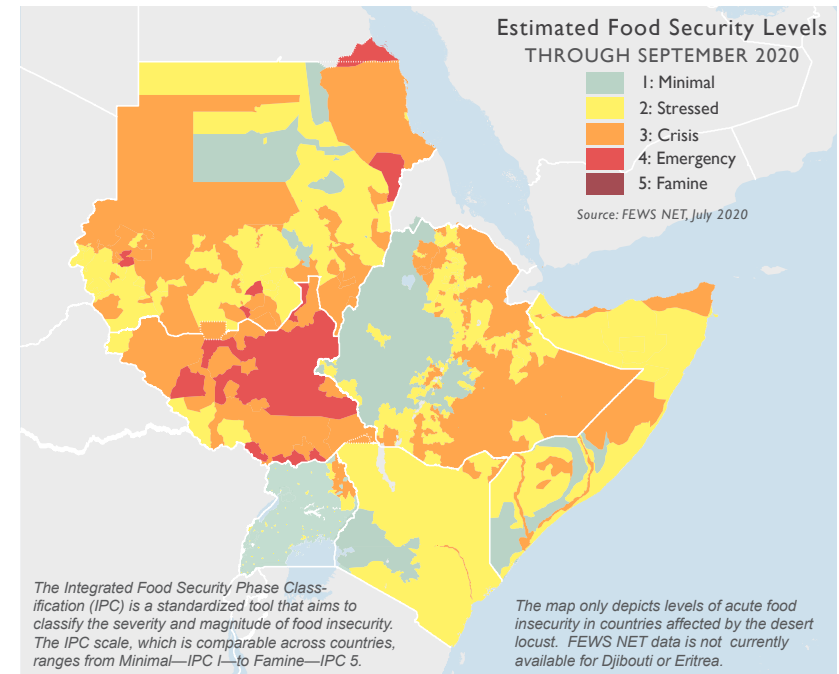 Estimated Food Security Levels
THROUGH SEPTEMBER 2020
1: Minimal
2: Stressed
3: Crisis
4: Emergency
5: Famine
Source: FEWS NET, July 2020
The Integrated Food Security Phase Class-
ification (IPC) is a standardized tool that aims to
classify the severity and magnitude of food insecurity.
The IPC scale, which is comparable across countries,
ranges from Minimal—IPC I—to Famine—IPC 5.
The map only depicts levels of acute food
insecurity in countries affected by the desert
locust. FEWS NET data is not currently
available for Djibouti or Eritrea.